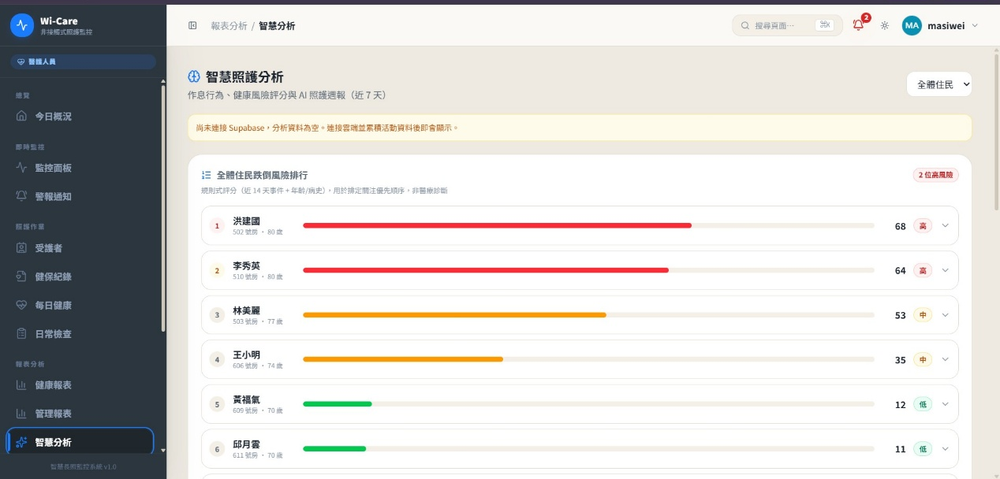 Wi-Care
非接觸式照護監控
醫護人員
總覽
今日概況
即時監控
監控面板
警報通知
照護作業
受護者
健保紀錄
每日健康
日常檢查
報表分析
健康報表
管理報表
智慧分析
智慧長照監控系統 v1.0
報表分析 / 智慧分析
搜尋頁面… ⌘K
2
MA masiwei
智慧照護分析
作息行為、健康風險評分與 AI 照護週報（近 7 天）
全體住民
尚未連接 Supabase，分析資料為空。連接雲端並累積活動資料後即會顯示。
全體住民跌倒風險排行
2 位高風險
規則式評分（近 14 天事件 + 年齡/病史），用於排定關注優先順序，非醫療診斷
1 洪建國 68 高
502 號房 · 80 歲
2 李秀英 64 高
510 號房 · 80 歲
3 林美麗 53 中
503 號房 · 77 歲
4 王小明 35 中
606 號房 · 74 歲
5 黃福氣 12 低
609 號房 · 70 歲
6 邱月雲 11 低
611 號房 · 70 歲